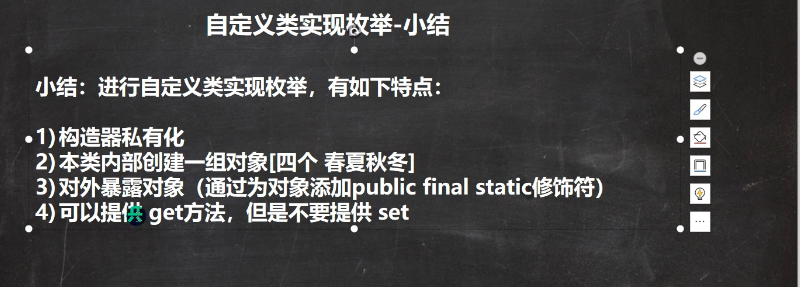 自定义类实现枚举-小结
小结：进行自定义类实现枚举，有如下特点：
1)构造器私有化
2)本类内部创建一组对象[四个 春夏秋冬]
3)对外暴露对象（通过为对象添加public final static修饰符）
4)可以提供 get方法，但是不要提供 set